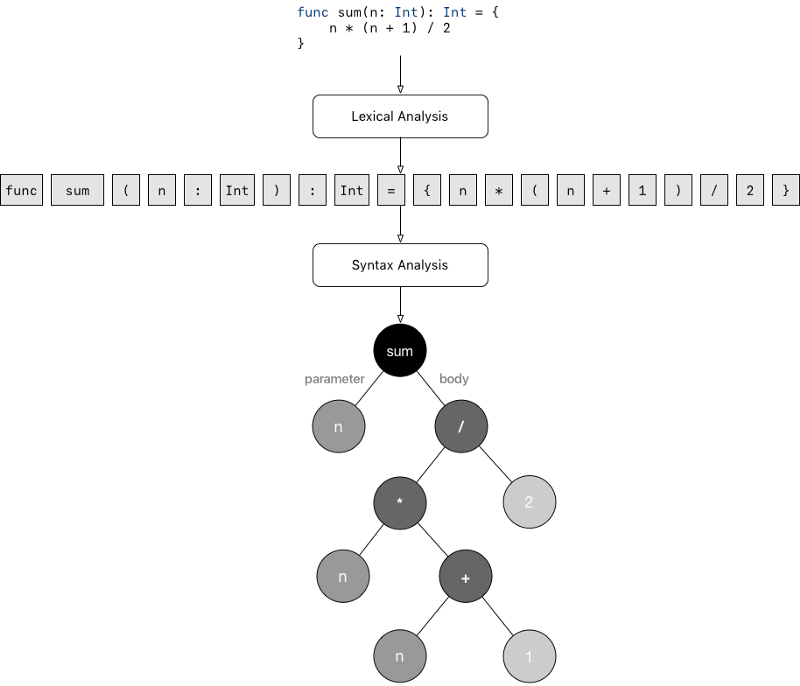 func sum(n: Int): Int = {
    n * (n + 1) / 2
}
Lexical Analysis
func sum ( n : Int ) : Int = { n * ( n + 1 ) / 2 }
Syntax Analysis
sum
parameter body
n /
* 2
n +
n 1